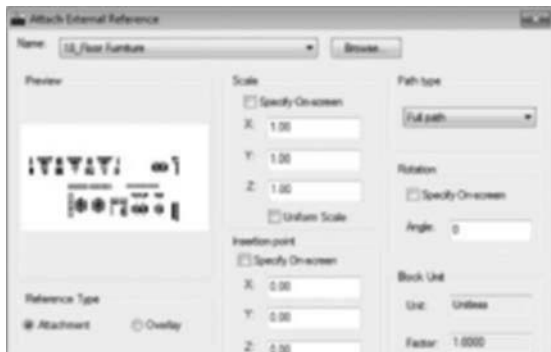 Attach External Reference
Name: 10_Floor Furniture Browse...
Preview
Scale
Specify On-screen
X: 1.00
Y: 1.00
Z: 1.00
Uniform Scale
Path type
Full path
Rotation
Specify On-screen
Angle: 0
Insertion point
Specify On-screen
X: 0.00
Y: 0.00
Z: 0.00
Reference Type
Attachment Overlay
Block Unit
Unit: Unitless
Factor: 1.0000